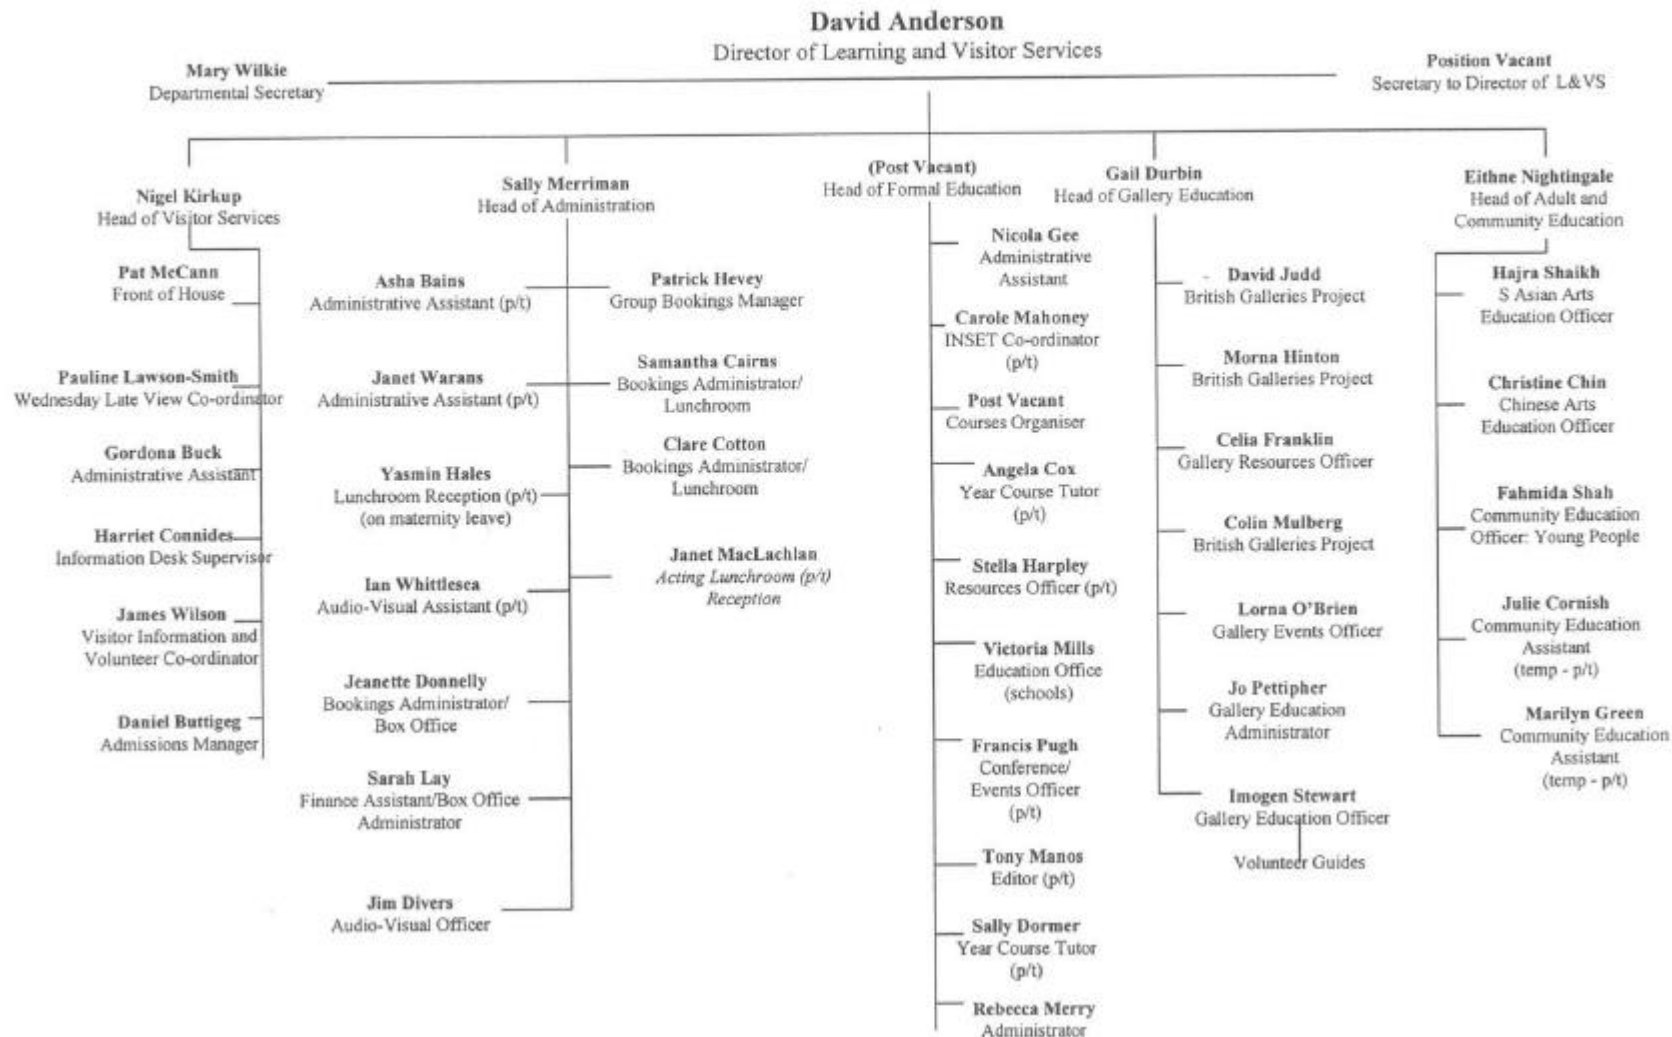 David Anderson
Director of Learning and Visitor Services
Mary Wilkie
Departmental Secretary
Position Vacant
Secretary to Director of L&VS
Nigel Kirkup
Head of Visitor Services
Pat McCann
Front of House
Pauline Lawson-Smith
Wednesday Late View Co-ordinator
Gordona Buck
Administrative Assistant
Harriet Connides
Information Desk Supervisor
James Wilson
Visitor Information and
Volunteer Co-ordinator
Daniel Buttigeg
Admissions Manager
Sally Merriman
Head of Administration
Asha Bains
Administrative Assistant (p/t)
Janet Warans
Administrative Assistant (p/t)
Yasmin Hales
Lunchroom Reception (p/t)
(on maternity leave)
Ian Whittlesea
Audio-Visual Assistant (p/t)
Jeanette Donnelly
Bookings Administrator/
Box Office
Sarah Lay
Finance Assistant/Box Office
Administrator
Jim Divers
Audio-Visual Officer
Patrick Hevey
Group Bookings Manager
Samantha Cairns
Bookings Administrator/
Lunchroom
Clare Cotton
Bookings Administrator/
Lunchroom
Janet MacLachlan
Acting Lunchroom (p/t)
Reception
(Post Vacant)
Head of Formal Education
Nicola Gee
Administrative
Assistant
Carole Mahoney
INSET Co-ordinator
(p/t)
Post Vacant
Courses Organiser
Angela Cox
Year Course Tutor
(p/t)
Stella Harpley
Resources Officer (p/t)
Victoria Mills
Education Office
(schools)
Francis Pugh
Conference/
Events Officer
(p/t)
Tony Manos
Editor (p/t)
Sally Dormer
Year Course Tutor
(p/t)
Rebecca Merry
Administrator
Gail Durbin
Head of Gallery Education
David Judd
British Galleries Project
Morna Hinton
British Galleries Project
Celia Franklin
Gallery Resources Officer
Colin Mulberg
British Galleries Project
Lorna O'Brien
Gallery Events Officer
Jo Pettipher
Gallery Education
Administrator
Imogen Stewart
Gallery Education Officer
Volunteer Guides
Eithne Nightingale
Head of Adult and
Community Education
Hajra Shaikh
S Asian Arts
Education Officer
Christine Chin
Chinese Arts
Education Officer
Fahmida Shah
Community Education
Officer: Young People
Julie Cornish
Community Education
Assistant
(temp - p/t)
Marilyn Green
Community Education
Assistant
(temp - p/t)